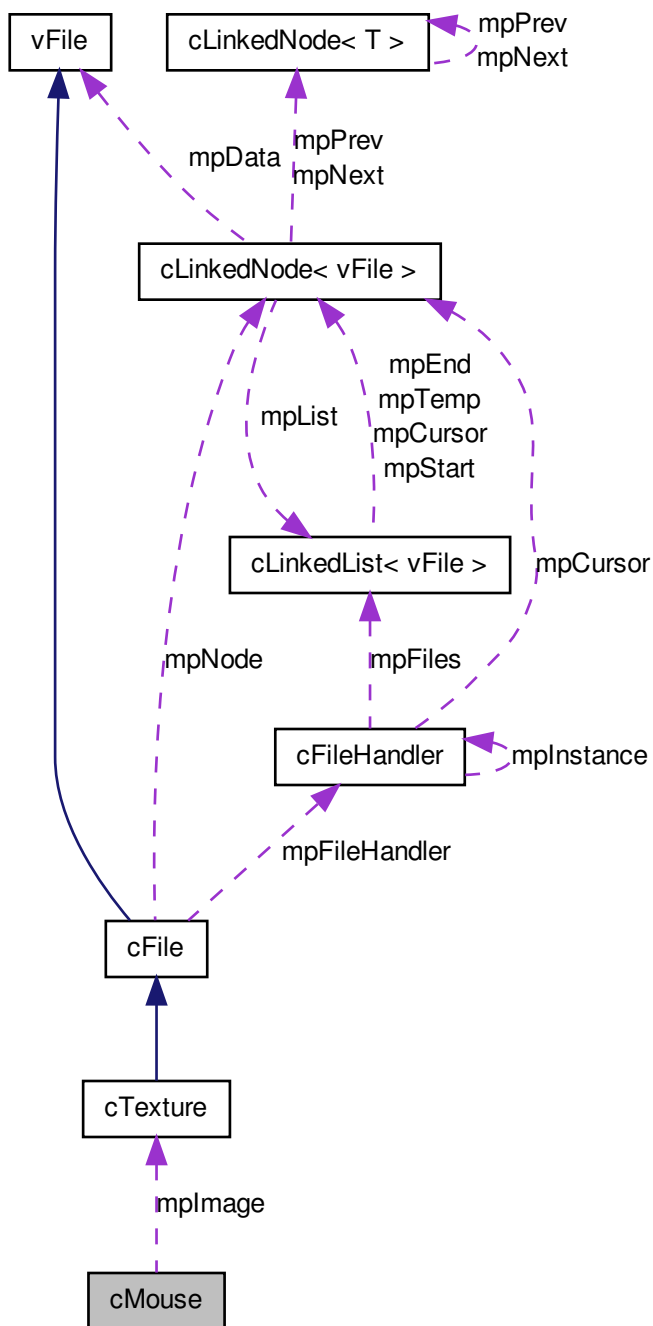 vFile
cLinkedNode< T >
mpPrev
mpNext
mpData
mpPrev
mpNext
cLinkedNode< vFile >
mpList
mpEnd
mpTemp
mpCursor
mpStart
cLinkedList< vFile >
mpCursor
mpNode
mpFiles
cFileHandler
mpInstance
mpFileHandler
cFile
cTexture
mpImage
cMouse